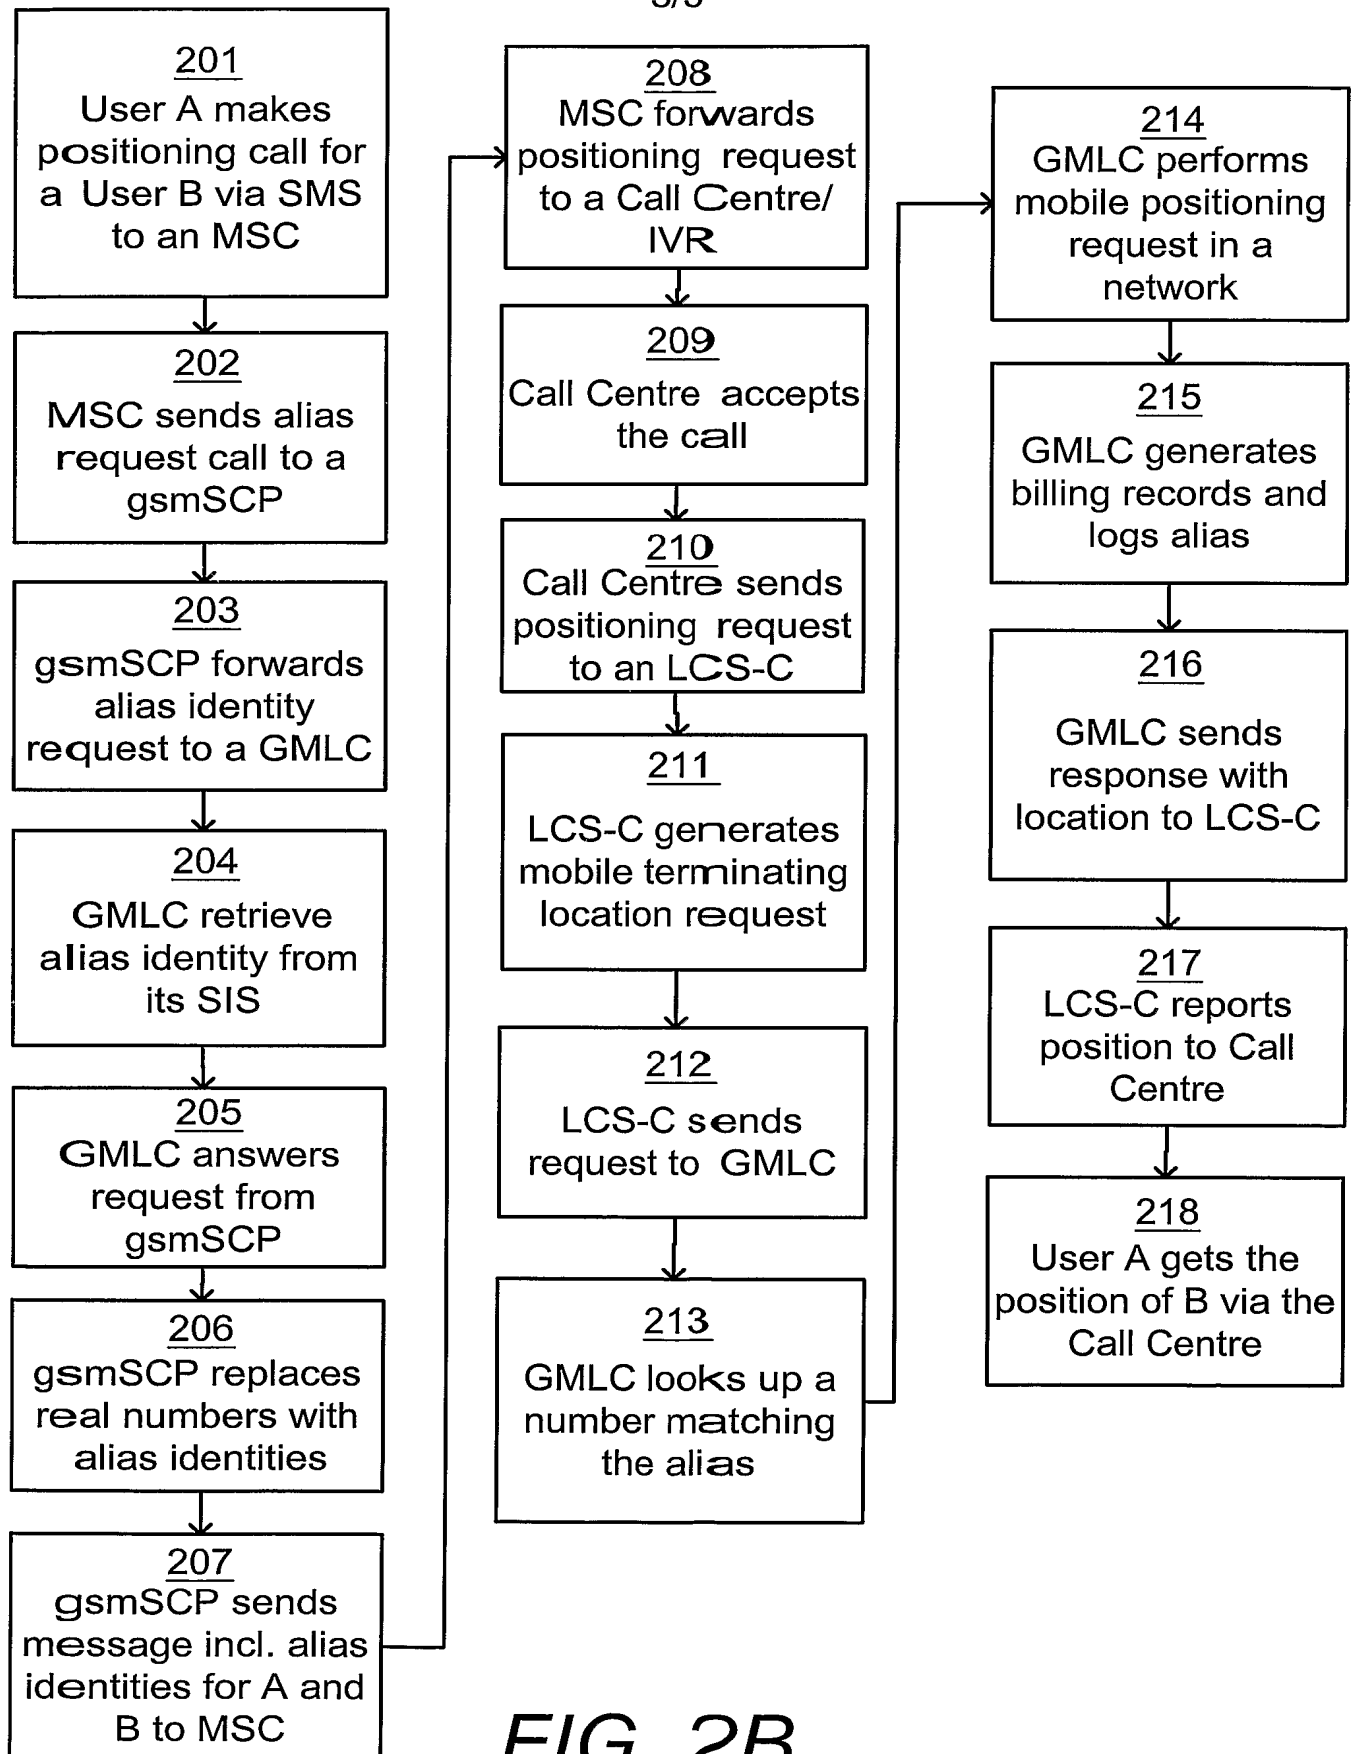 3/3
201
User A makes
positioning call for
a User B via SMS
to an MSC
202
MSC sends alias
request call to a
gsmSCP
203
gsmSCP forwards
alias identity
request to a GMLC
204
GMLC retrieve
alias identity from
its SIS
205
GMLC answers
request from
gsmSCP
206
gsmSCP replaces
real numbers with
alias identities
207
gsmSCP sends
message incl. alias
identities for A and
B to MSC
208
MSC forwards
positioning request
to a Call Centre/
IVR
209
Call Centre accepts
the call
210
Call Centre sends
positioning request
to an LCS-C
211
LCS-C generates
mobile terminating
location request
212
LCS-C sends
request to GMLC
213
GMLC looks up a
number matching
the alias
214
GMLC performs
mobile positioning
request in a
network
215
GMLC generates
billing records and
logs alias
216
GMLC sends
response with
location to LCS-C
217
LCS-C reports
position to Call
Centre
218
User A gets the
position of B via the
Call Centre
FIG. 2B